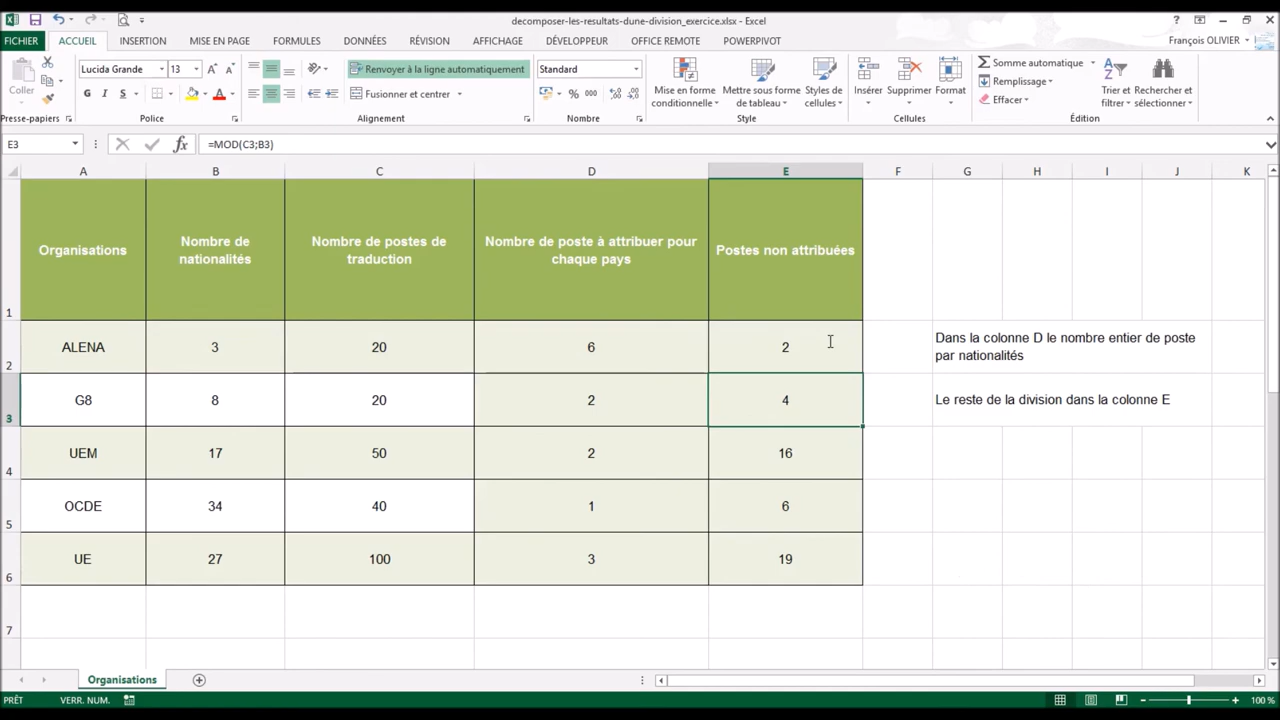 decomposer-les-resultats-dune-division_exercice.xlsx - Excel
FICHIER ACCUEIL INSERTION MISE EN PAGE FORMULES DONNÉES RÉVISION AFFICHAGE DÉVELOPPEUR OFFICE REMOTE POWERPIVOT François OLIVIER
Coller
Presse-papiers
Lucida Grande 13
G I S
Police
Renvoyer à la ligne automatiquement
Fusionner et centrer
Alignement
Standard
% 000
Nombre
Mise en forme conditionnelle
Mettre sous forme de tableau
Styles de cellules
Style
Insérer Supprimer Format
Cellules
Σ Somme automatique
Remplissage
Effacer
Trier et filtrer
Rechercher et sélectionner
Édition
E3 fx =MOD(C3;B3)
A B C D E F G H I J K
1 Organisations Nombre de nationalités Nombre de postes de traduction Nombre de poste à attribuer pour chaque pays Postes non attribuées
2 ALENA 3 20 6 2 Dans la colonne D le nombre entier de poste par nationalités
3 G8 8 20 2 4 Le reste de la division dans la colonne E
4 UEM 17 50 2 16
5 OCDE 34 40 1 6
6 UE 27 100 3 19
7
Organisations
PRÊT VERR. NUM. 100 %